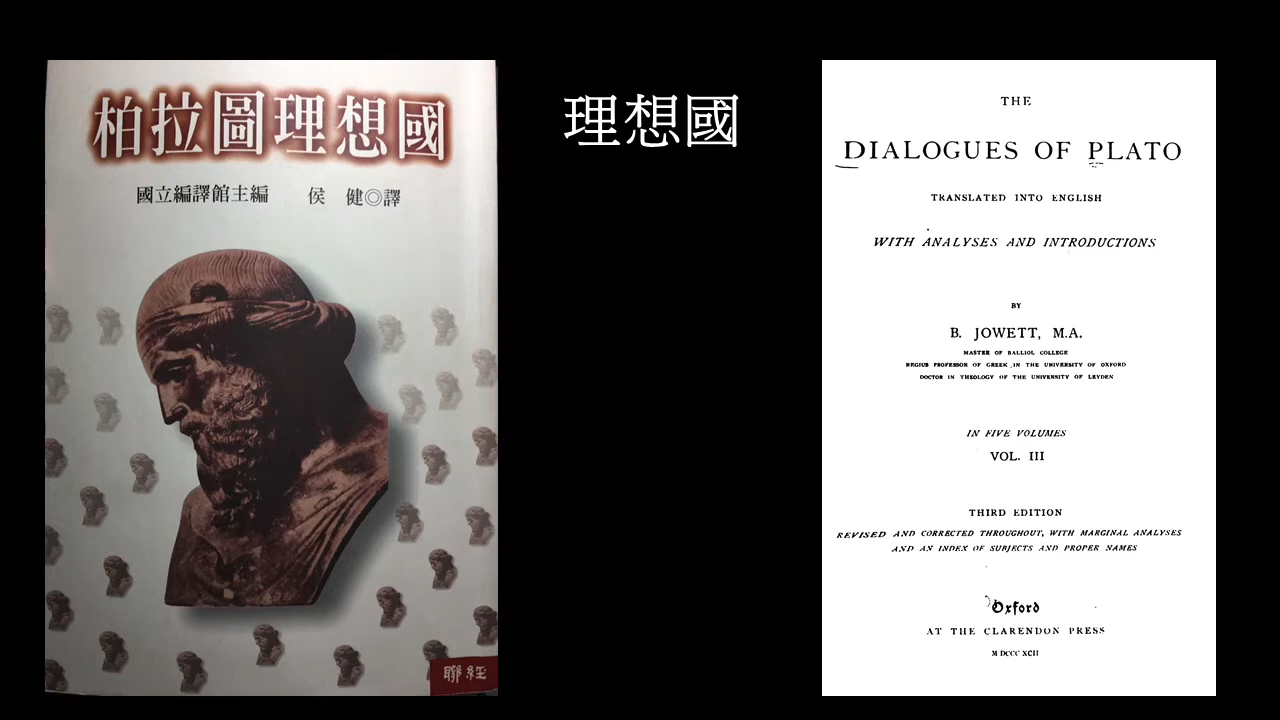 柏拉圖理想國
國立編譯館主編 侯 健◎譯
聯經
理想國
THE
DIALOGUES OF PLATO
TRANSLATED INTO ENGLISH
WITH ANALYSES AND INTRODUCTIONS
BY
B. JOWETT, M.A.
MASTER OF BALLIOL COLLEGE
REGIUS PROFESSOR OF GREEK IN THE UNIVERSITY OF OXFORD
DOCTOR IN THEOLOGY OF THE UNIVERSITY OF LEYDEN
IN FIVE VOLUMES
VOL. III
THIRD EDITION
REVISED AND CORRECTED THROUGHOUT, WITH MARGINAL ANALYSES
AND AN INDEX OF SUBJECTS AND PROPER NAMES
Oxford
AT THE CLARENDON PRESS
M DCCC XCII